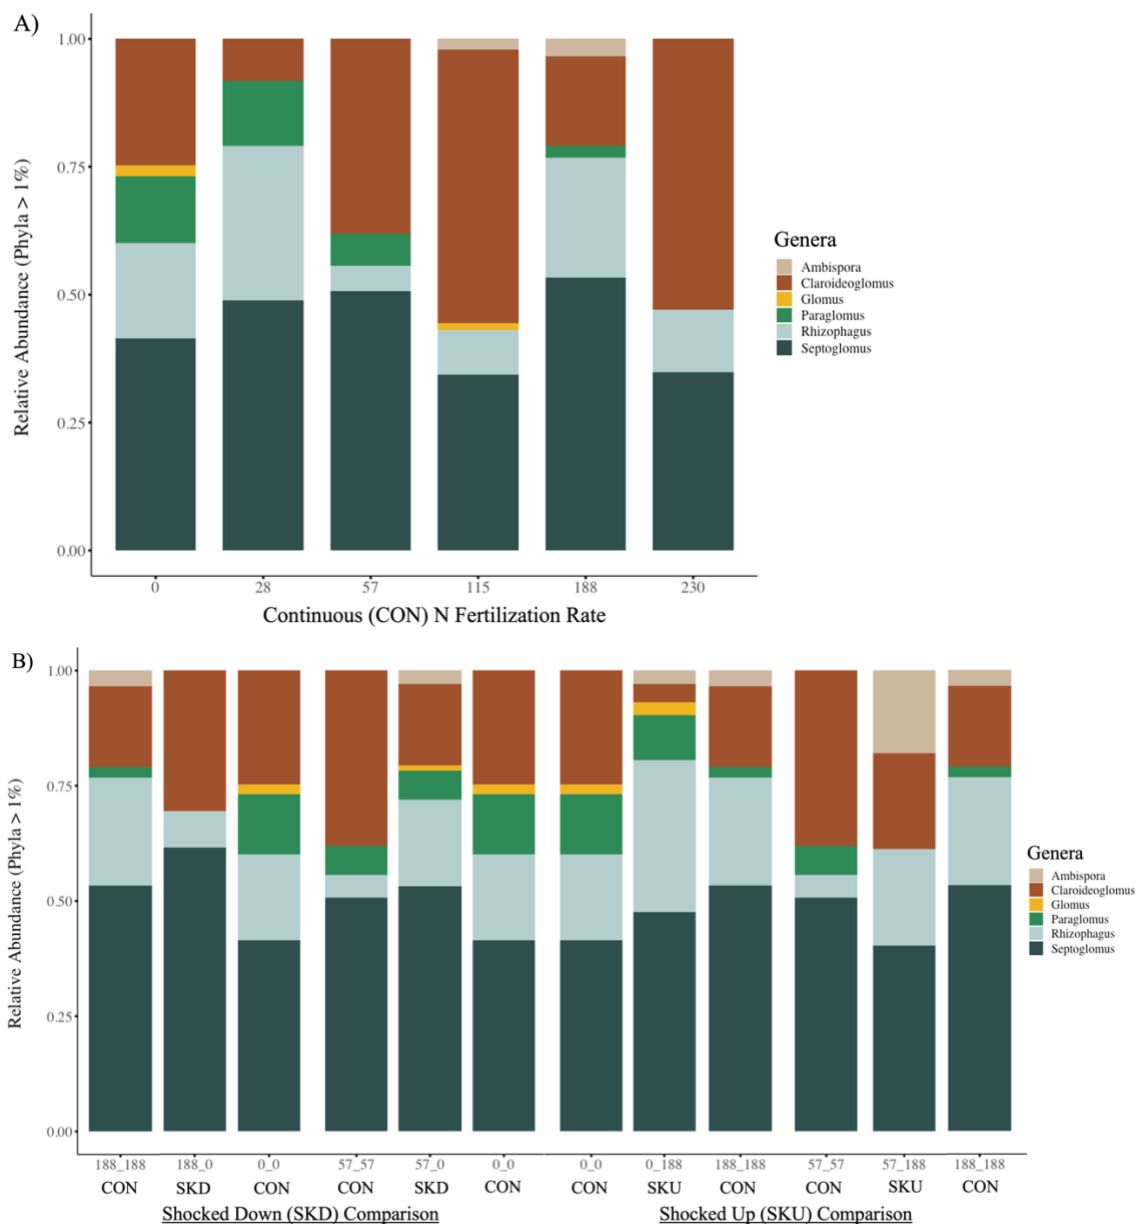 A)
Relative Abundance (Phyla > 1%)
1.00
0.75
0.50
0.25
0.00
0 28 57 115 188 230
Continuous (CON) N Fertilization Rate
Genera
Ambispora
Claroideoglomus
Glomus
Paraglomus
Rhizophagus
Septoglomus
B)
Relative Abundance (Phyla > 1%)
1.00
0.75
0.50
0.25
0.00
188_188 188_0 0_0 57_57 57_0 0_0 0_0 0_188 188_188 57_57 57_188 188_188
CON SKD CON CON SKD CON CON SKU CON CON SKU CON
Shocked Down (SKD) Comparison Shocked Up (SKU) Comparison
Genera
Ambispora
Claroideoglomus
Glomus
Paraglomus
Rhizophagus
Septoglomus